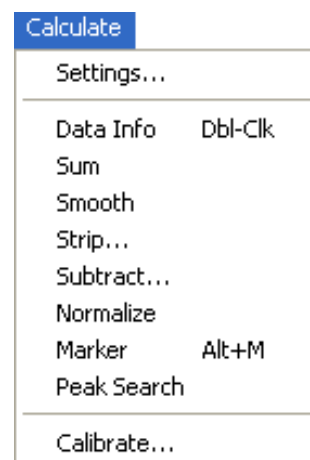 Calculate
Settings...
Data Info Dbl-Clk
Sum
Smooth
Strip...
Subtract...
Normalize
Marker Alt+M
Peak Search
Calibrate...